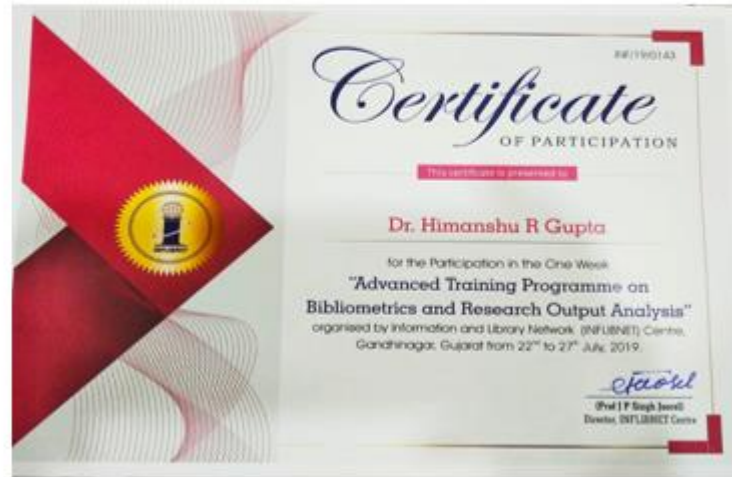 Certificate
OF PARTICIPATION
This certificate is presented to
Dr. Himanshu R Gupta
for the Participation in the One Week
"Advanced Training Programme on
Bibliometrics and Research Output Analysis"
organised by Information and Library Network (INFLIBNET) Centre,
Gandhinagar, Gujarat from 22nd to 27th July, 2019.
(Prof J P Singh Joorel)
Director, INFLIBNET Centre